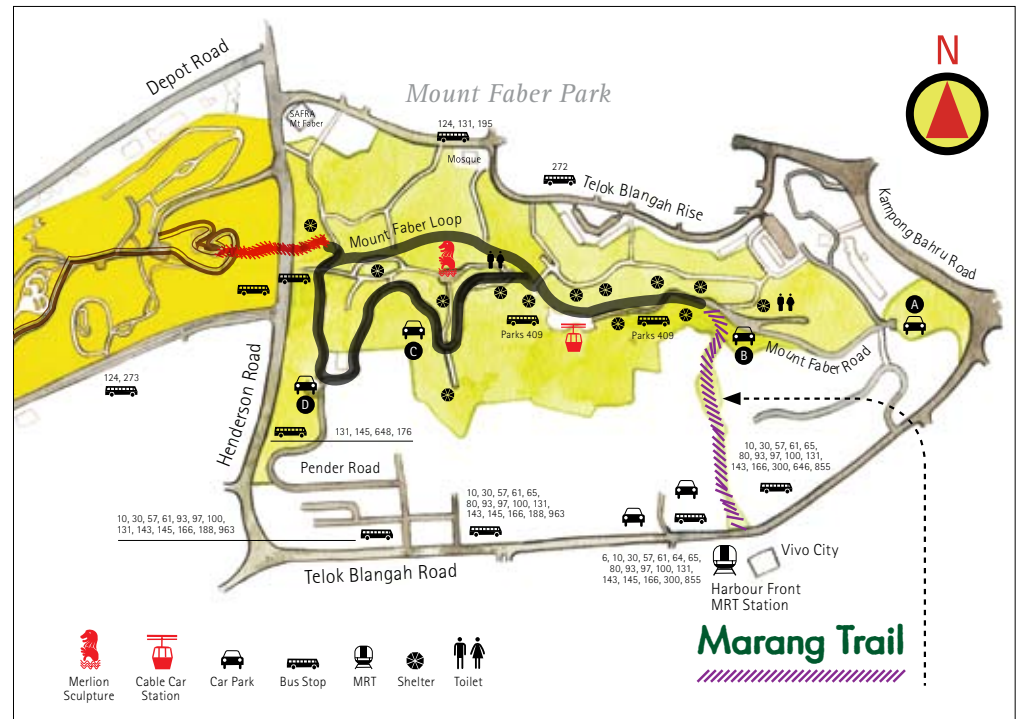 N
Depot Road
Mount Faber Park
SAFRA
Mt Faber
124, 131, 195
Mosque
272
Telok Blangah Rise
Kampong Bahru Road
Mount Faber Loop
A
Parks 409
Parks 409
B
Mount Faber Road
C
D
124, 273
Henderson Road
131, 145, 648, 176
Pender Road
10, 30, 57, 61, 65,
80, 93, 97, 100, 131,
143, 166, 300, 646, 855
10, 30, 57, 61, 65,
80, 93, 97, 100, 131,
143, 145, 166, 188, 963
10, 30, 57, 61, 93, 97, 100,
131, 143, 145, 166, 188, 963
6, 10, 30, 57, 61, 64, 65,
80, 93, 97, 100, 131,
143, 145, 166, 300, 855
Telok Blangah Road
Vivo City
Harbour Front
MRT Station
Marang Trail
Merlion
Sculpture
Cable Car
Station
Car Park
Bus Stop
MRT
Shelter
Toilet